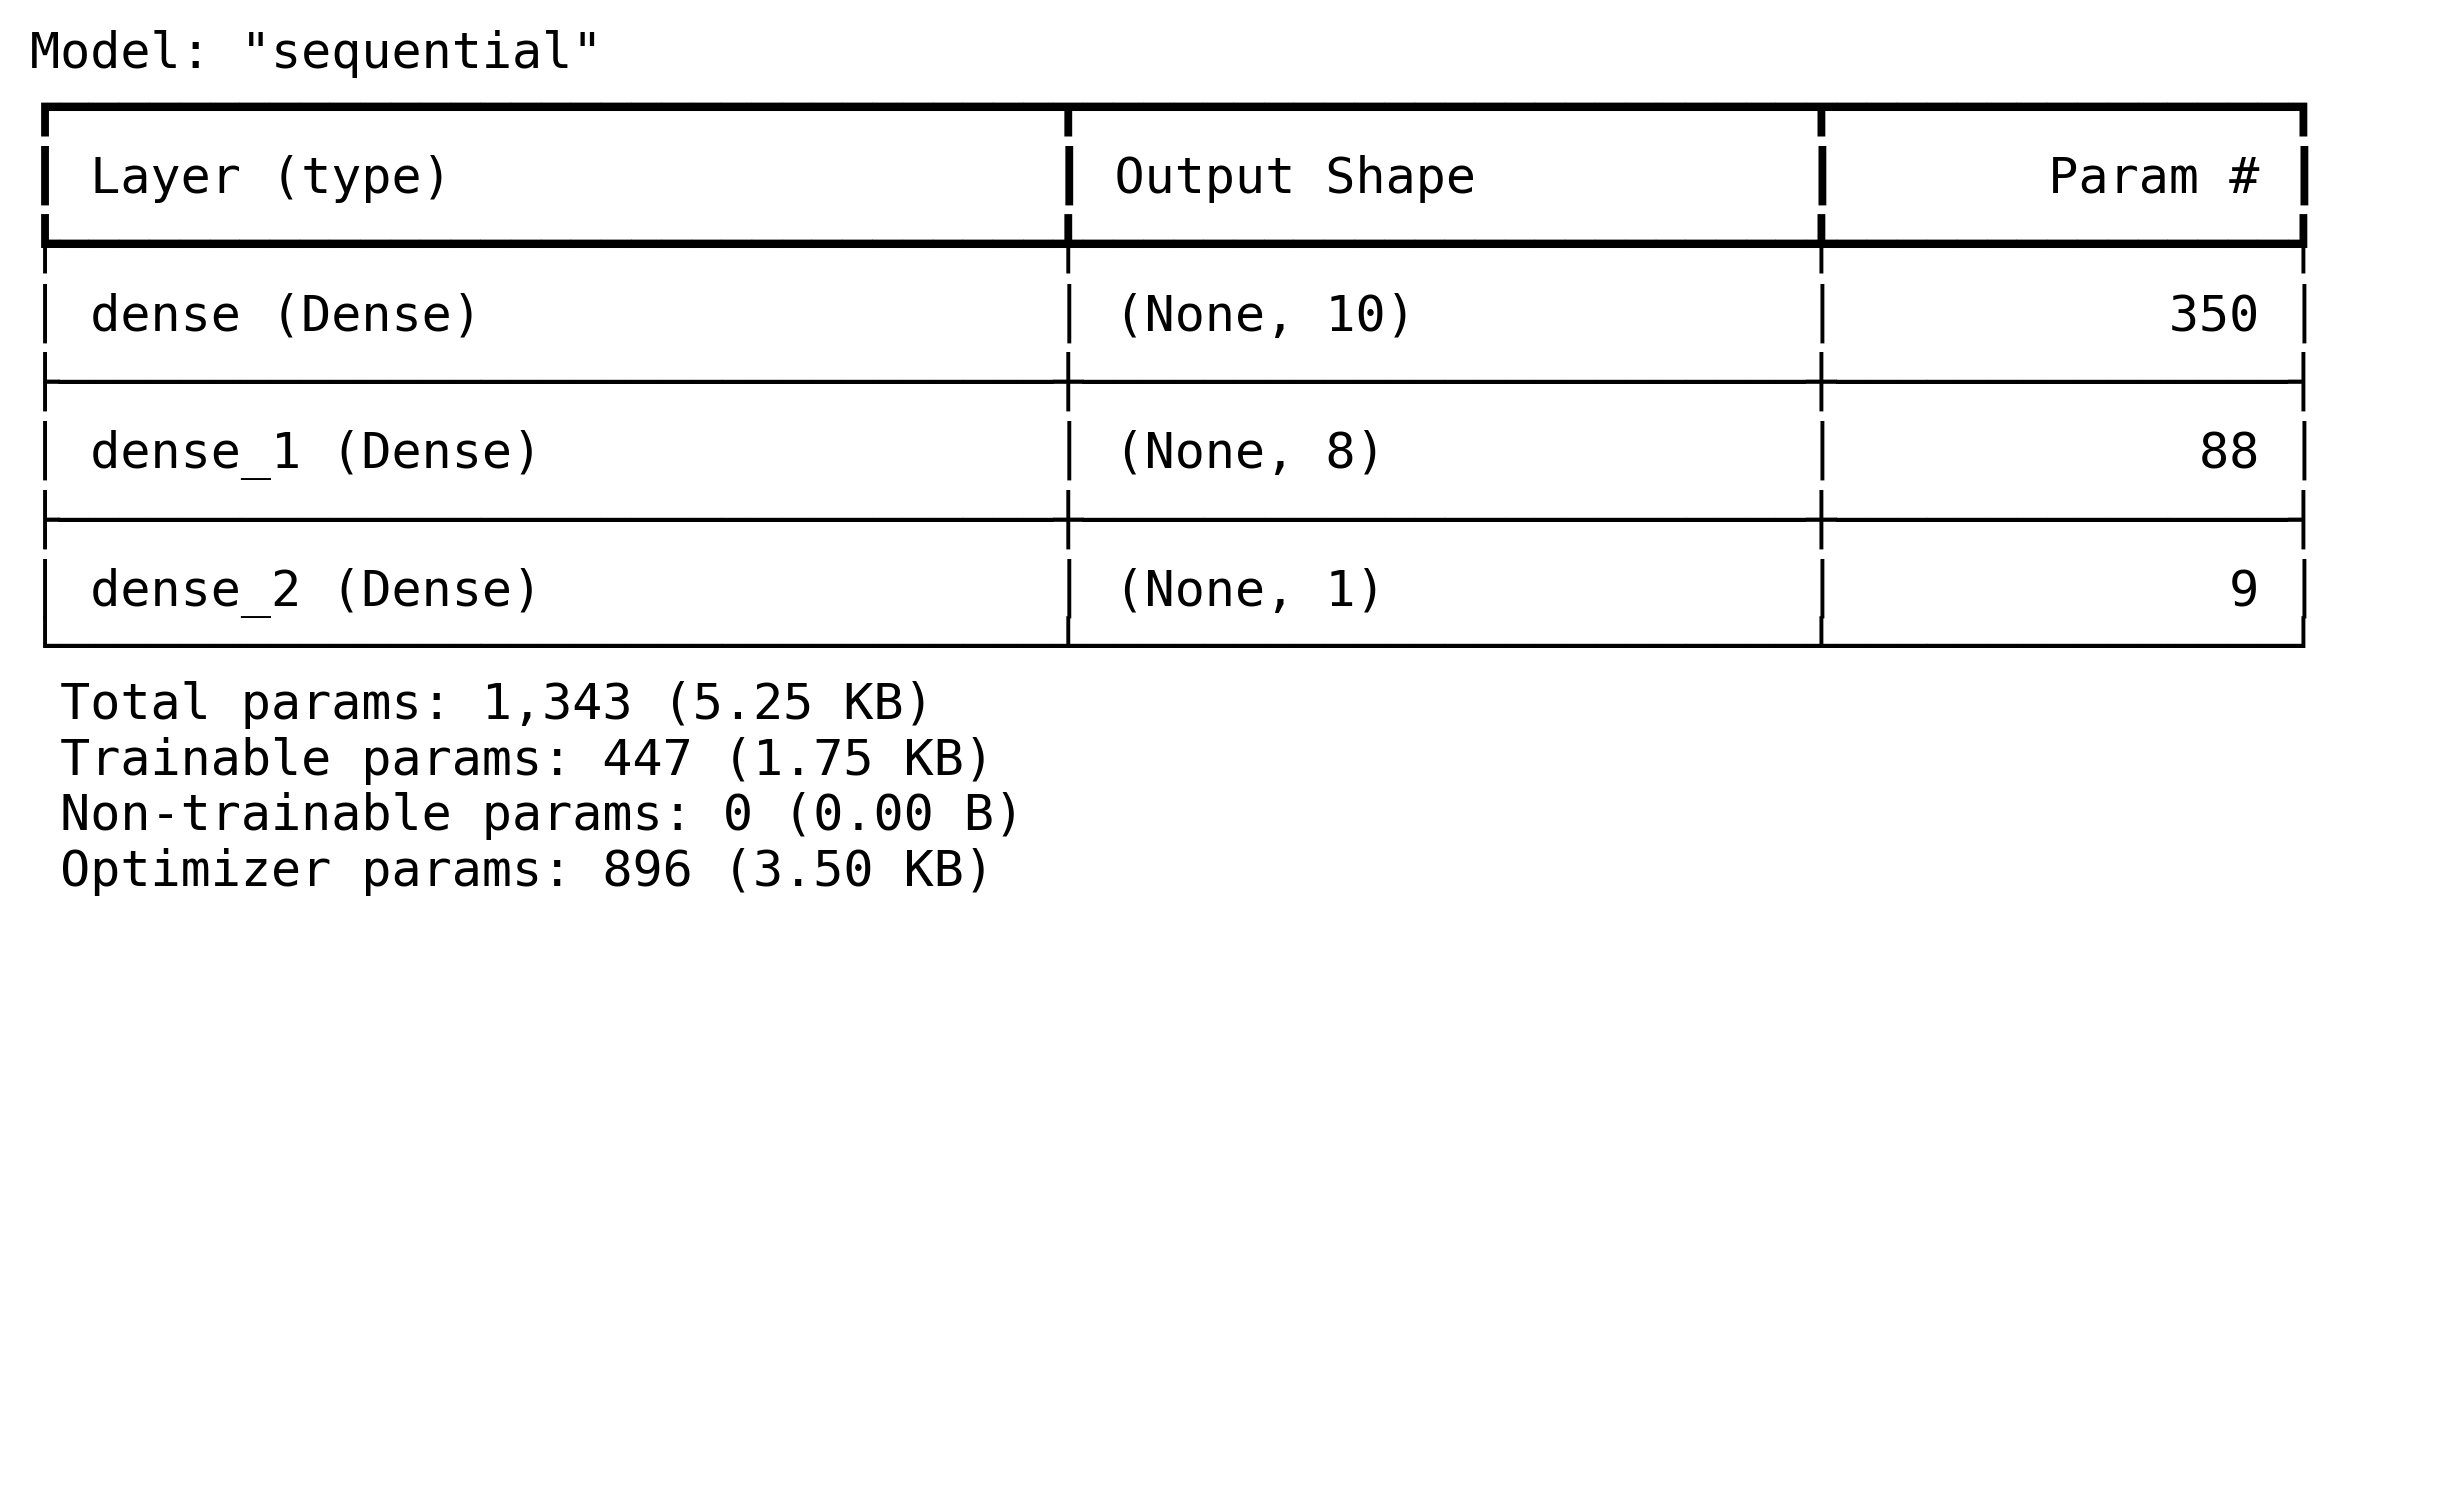 Model: "sequential"
Layer (type) Output Shape Param #
dense (Dense) (None, 10) 350
dense_1 (Dense) (None, 8) 88
dense_2 (Dense) (None, 1) 9
Total params: 1,343 (5.25 KB)
Trainable params: 447 (1.75 KB)
Non-trainable params: 0 (0.00 B)
Optimizer params: 896 (3.50 KB)